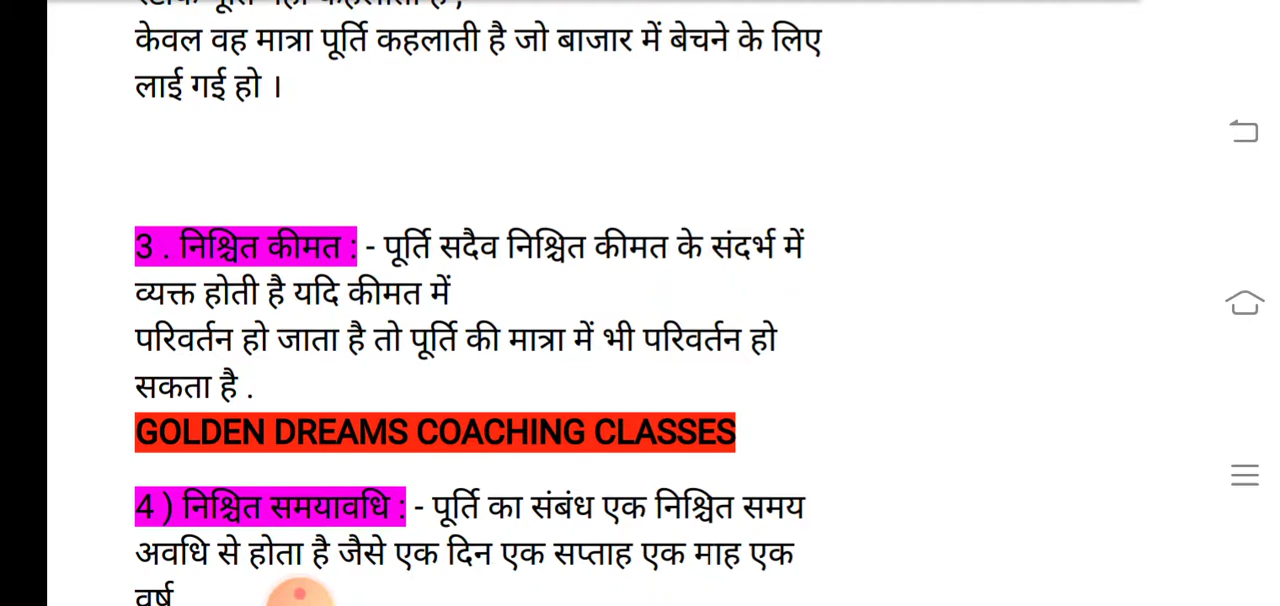 केवल वह मात्रा पूर्ति कहलाती है जो बाजार में बेचने के लिए
लाई गई हो ।
3 . निश्चित कीमत : - पूर्ति सदैव निश्चित कीमत के संदर्भ में
व्यक्त होती है यदि कीमत में
परिवर्तन हो जाता है तो पूर्ति की मात्रा में भी परिवर्तन हो
सकता है .
GOLDEN DREAMS COACHING CLASSES
4 ) निश्चित समयावधि : - पूर्ति का संबंध एक निश्चित समय
अवधि से होता है जैसे एक दिन एक सप्ताह एक माह एक
वर्ष